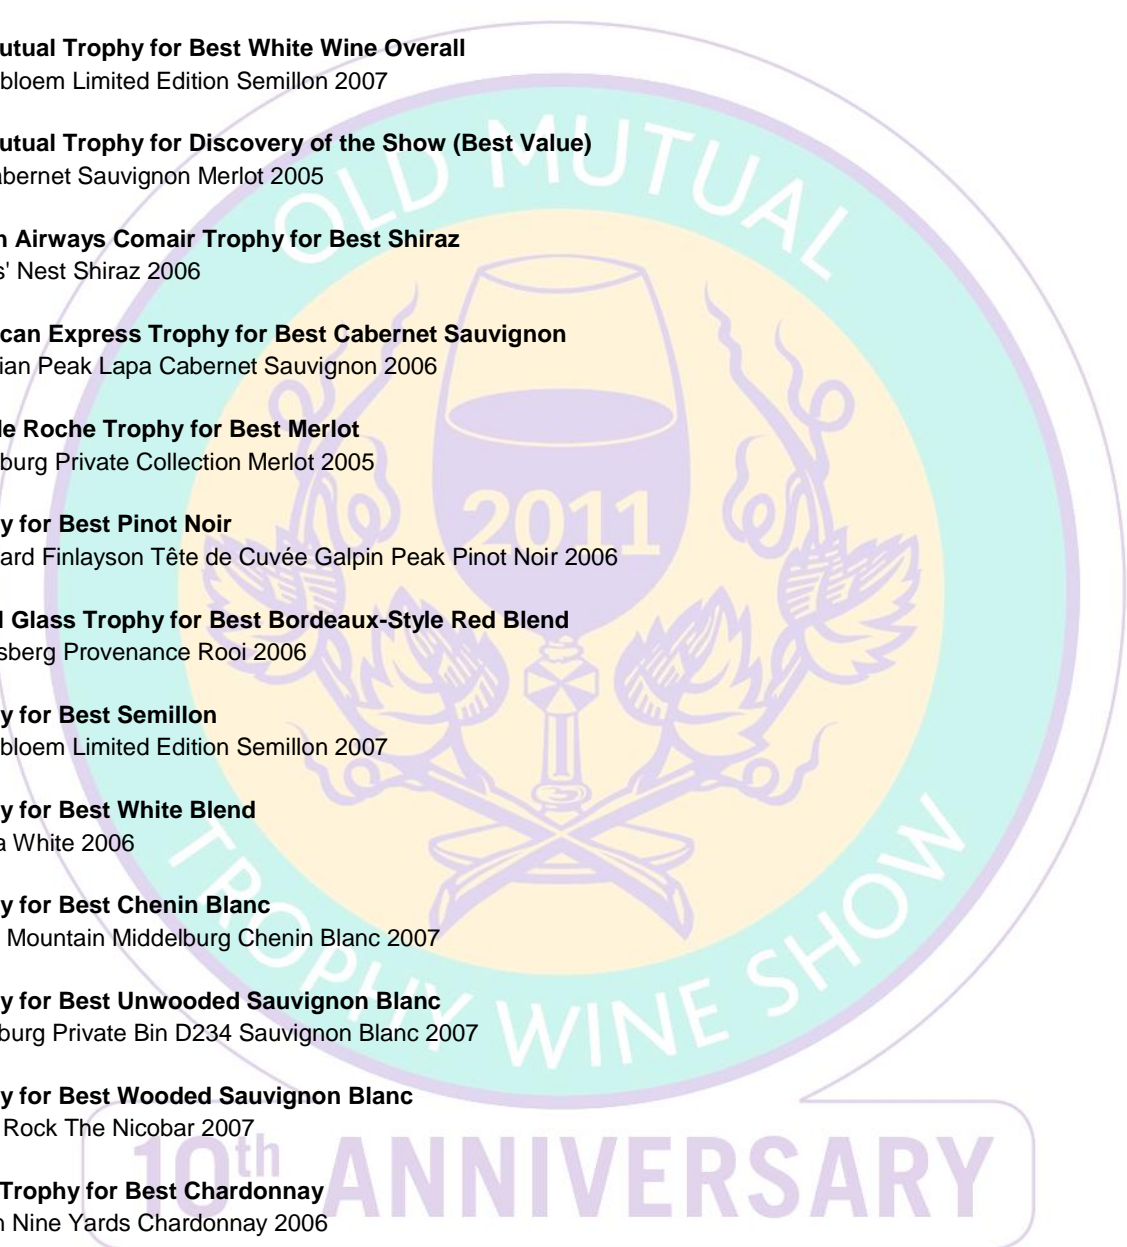 utual Trophy for Best White Wine Overall
bloem Limited Edition Semillon 2007
utual Trophy for Discovery of the Show (Best Value)
abernet Sauvignon Merlot 2005
n Airways Comair Trophy for Best Shiraz
s' Nest Shiraz 2006
can Express Trophy for Best Cabernet Sauvignon
ian Peak Lapa Cabernet Sauvignon 2006
le Roche Trophy for Best Merlot
burg Private Collection Merlot 2005
y for Best Pinot Noir
ard Finlayson Tête de Cuvée Galpin Peak Pinot Noir 2006
l Glass Trophy for Best Bordeaux-Style Red Blend
sberg Provenance Rooi 2006
y for Best Semillon
bloem Limited Edition Semillon 2007
y for Best White Blend
a White 2006
y for Best Chenin Blanc
Mountain Middelburg Chenin Blanc 2007
y for Best Unwooded Sauvignon Blanc
burg Private Bin D234 Sauvignon Blanc 2007
y for Best Wooded Sauvignon Blanc
Rock The Nicobar 2007
Trophy for Best Chardonnay
n Nine Yards Chardonnay 2006
OLD MUTUAL
2011
TROPHY WINE SHOW
10th ANNIVERSARY